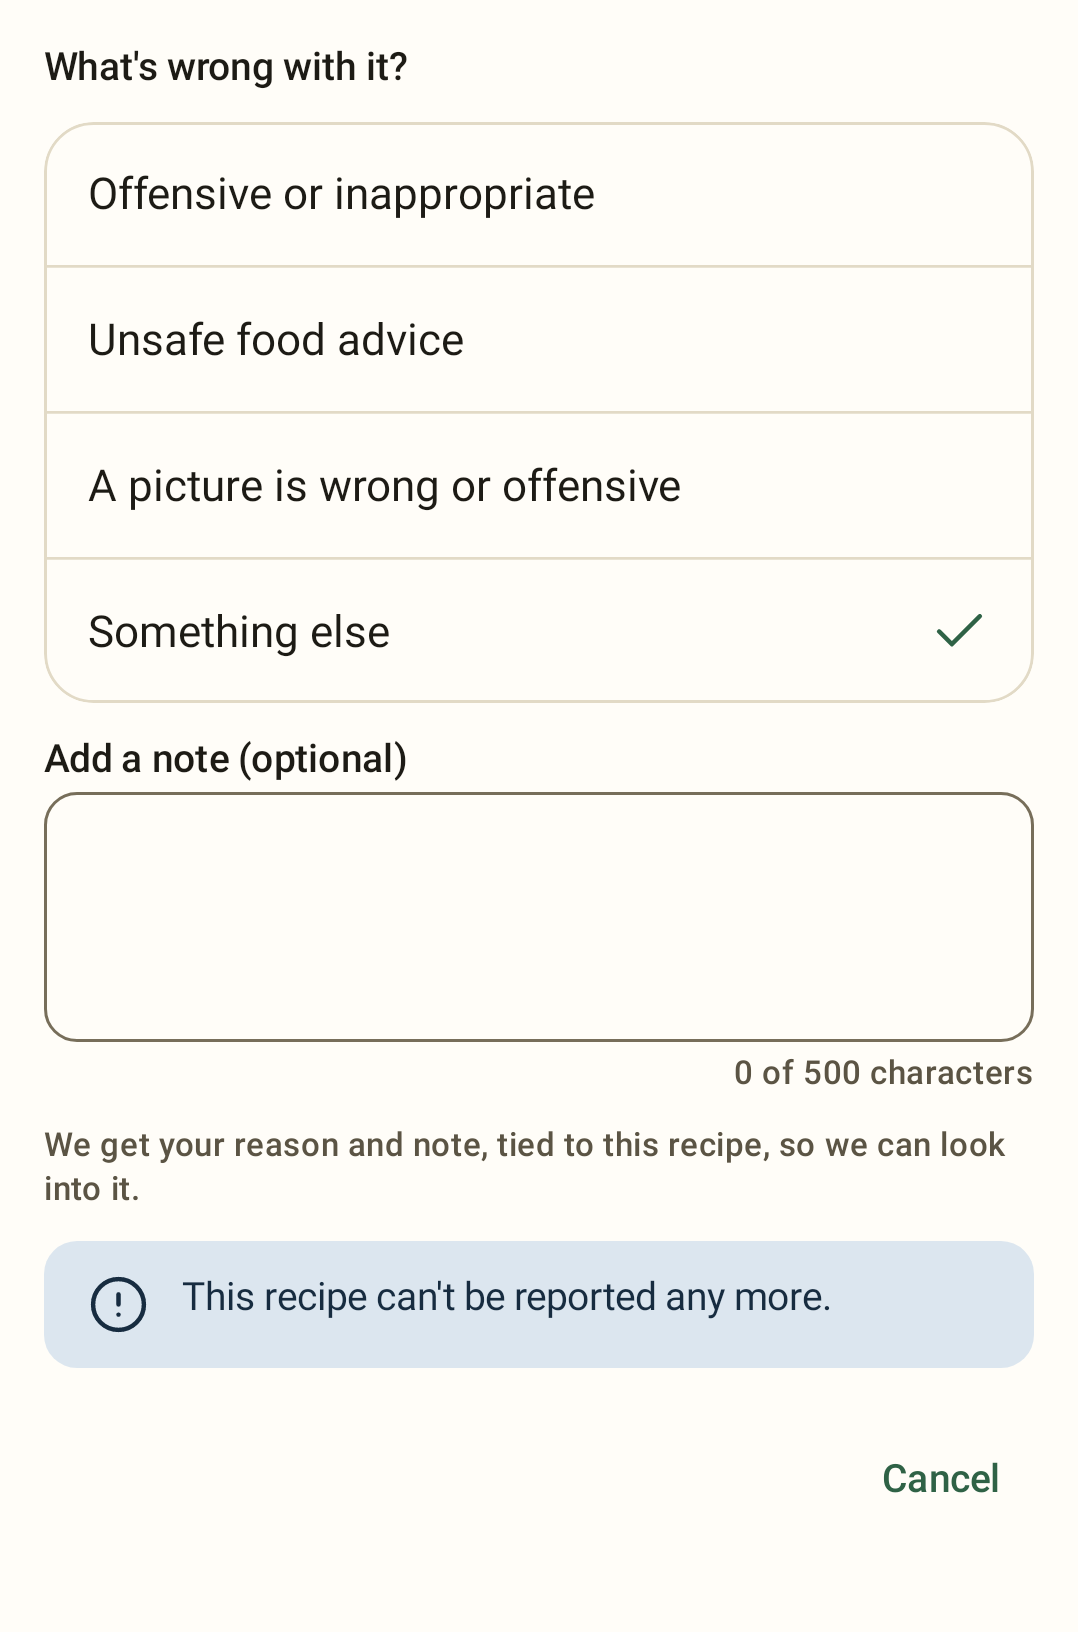 What's wrong with it?
Offensive or inappropriate
Unsafe food advice
A picture is wrong or offensive
Something else
Add a note (optional)
0 of 500 characters
We get your reason and note, tied to this recipe, so we can look
into it.
This recipe can't be reported any more.
Cancel